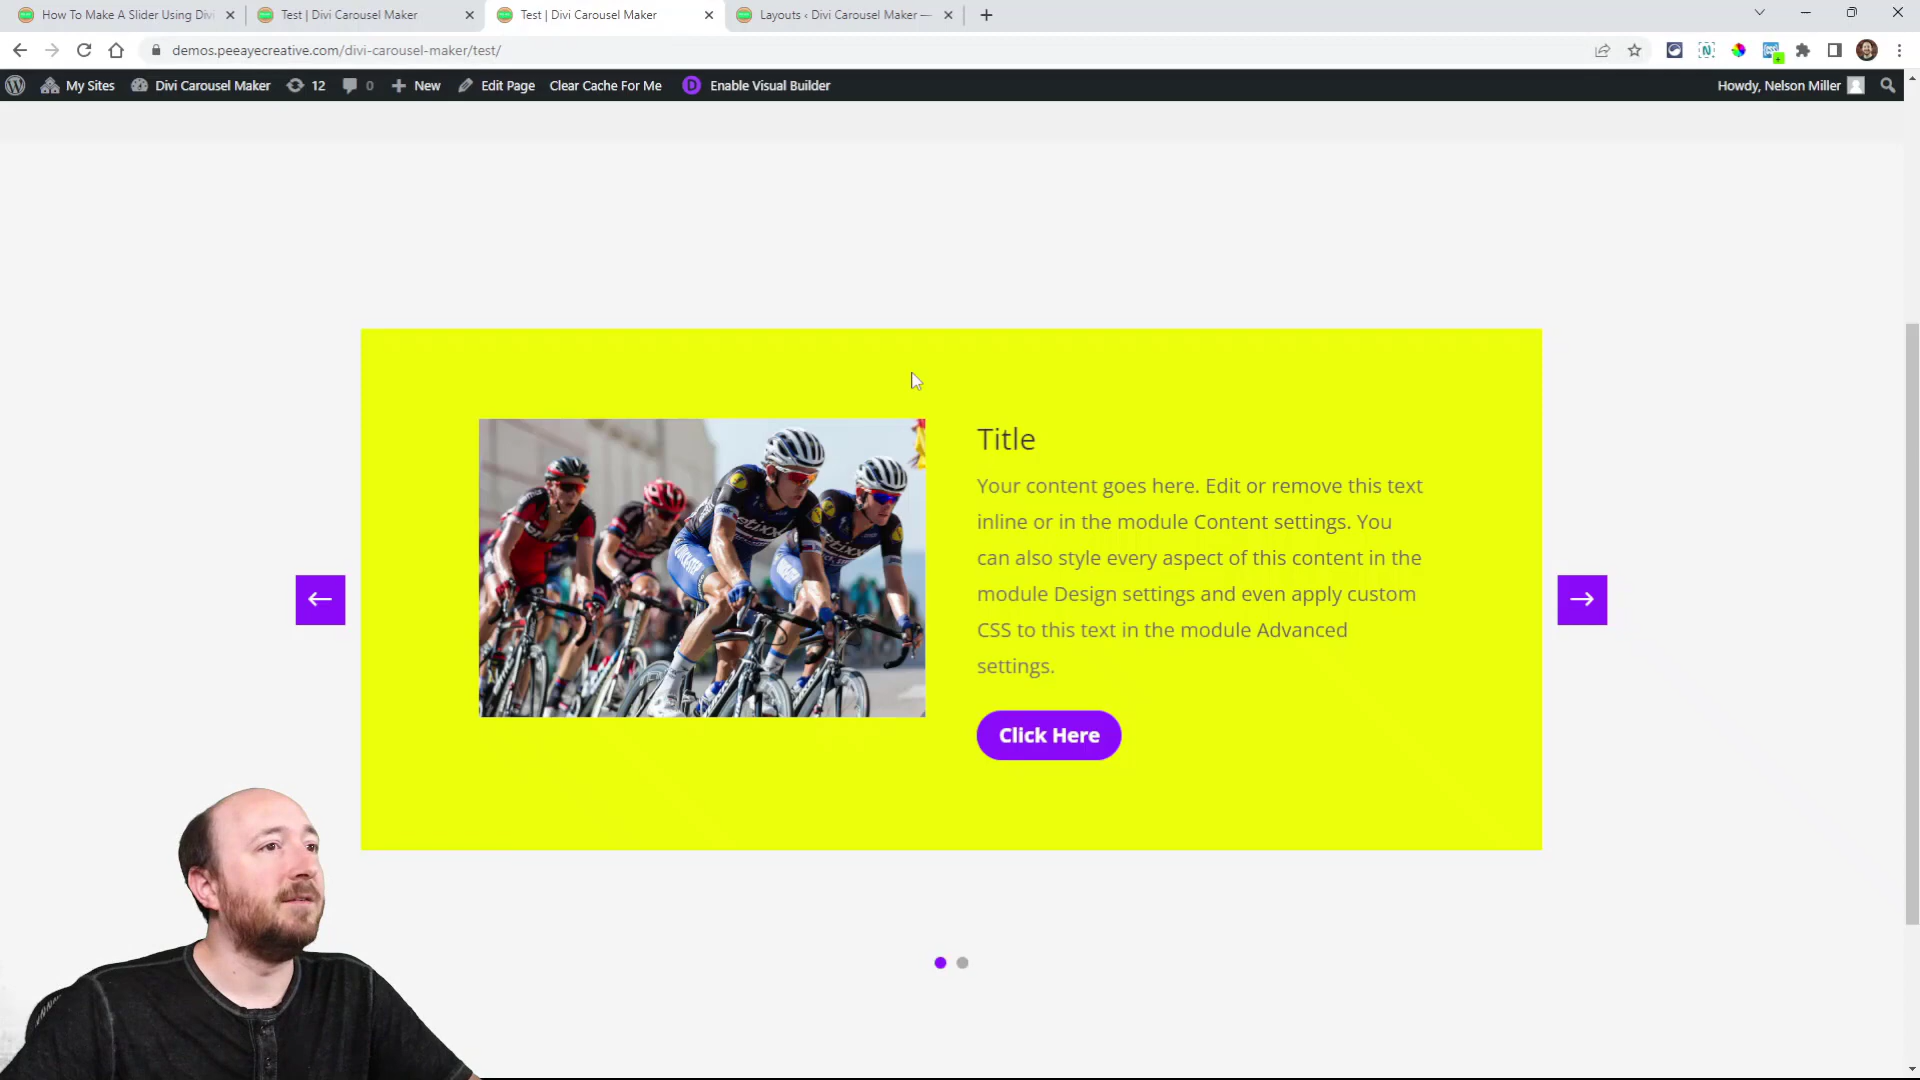 How To Make A Slider Using Divi
Test | Divi Carousel Maker
Test | Divi Carousel Maker
Layouts ‹ Divi Carousel Maker —
demos.peeayecreative.com/divi-carousel-maker/test/
My Sites
Divi Carousel Maker
12
0
New
Edit Page
Clear Cache For Me
D
Enable Visual Builder
Howdy, Nelson Miller
Title
Your content goes here. Edit or remove this text
inline or in the module Content settings. You
can also style every aspect of this content in the
module Design settings and even apply custom
CSS to this text in the module Advanced
settings.
Click Here